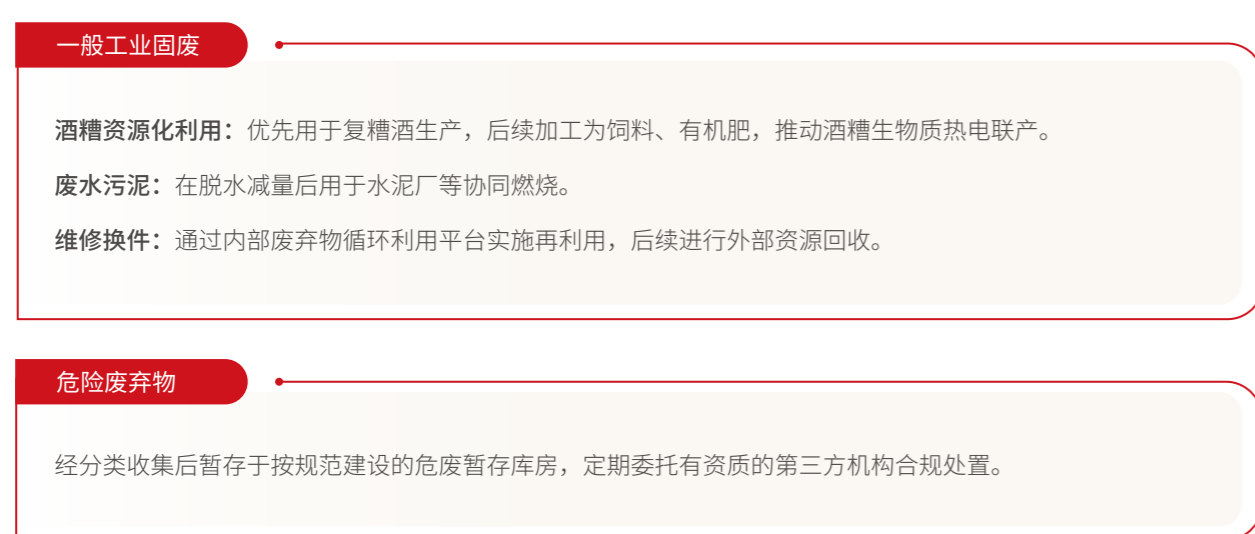 一般工业固废
酒糟资源化利用：优先用于复糟酒生产，后续加工为饲料、有机肥，推动酒糟生物质热电联产。
废水污泥：在脱水减量后用于水泥厂等协同燃烧。
维修换件：通过内部废弃物循环利用平台实施再利用，后续进行外部资源回收。
危险废弃物
经分类收集后暂存于按规范建设的危废暂存库房，定期委托有资质的第三方机构合规处置。